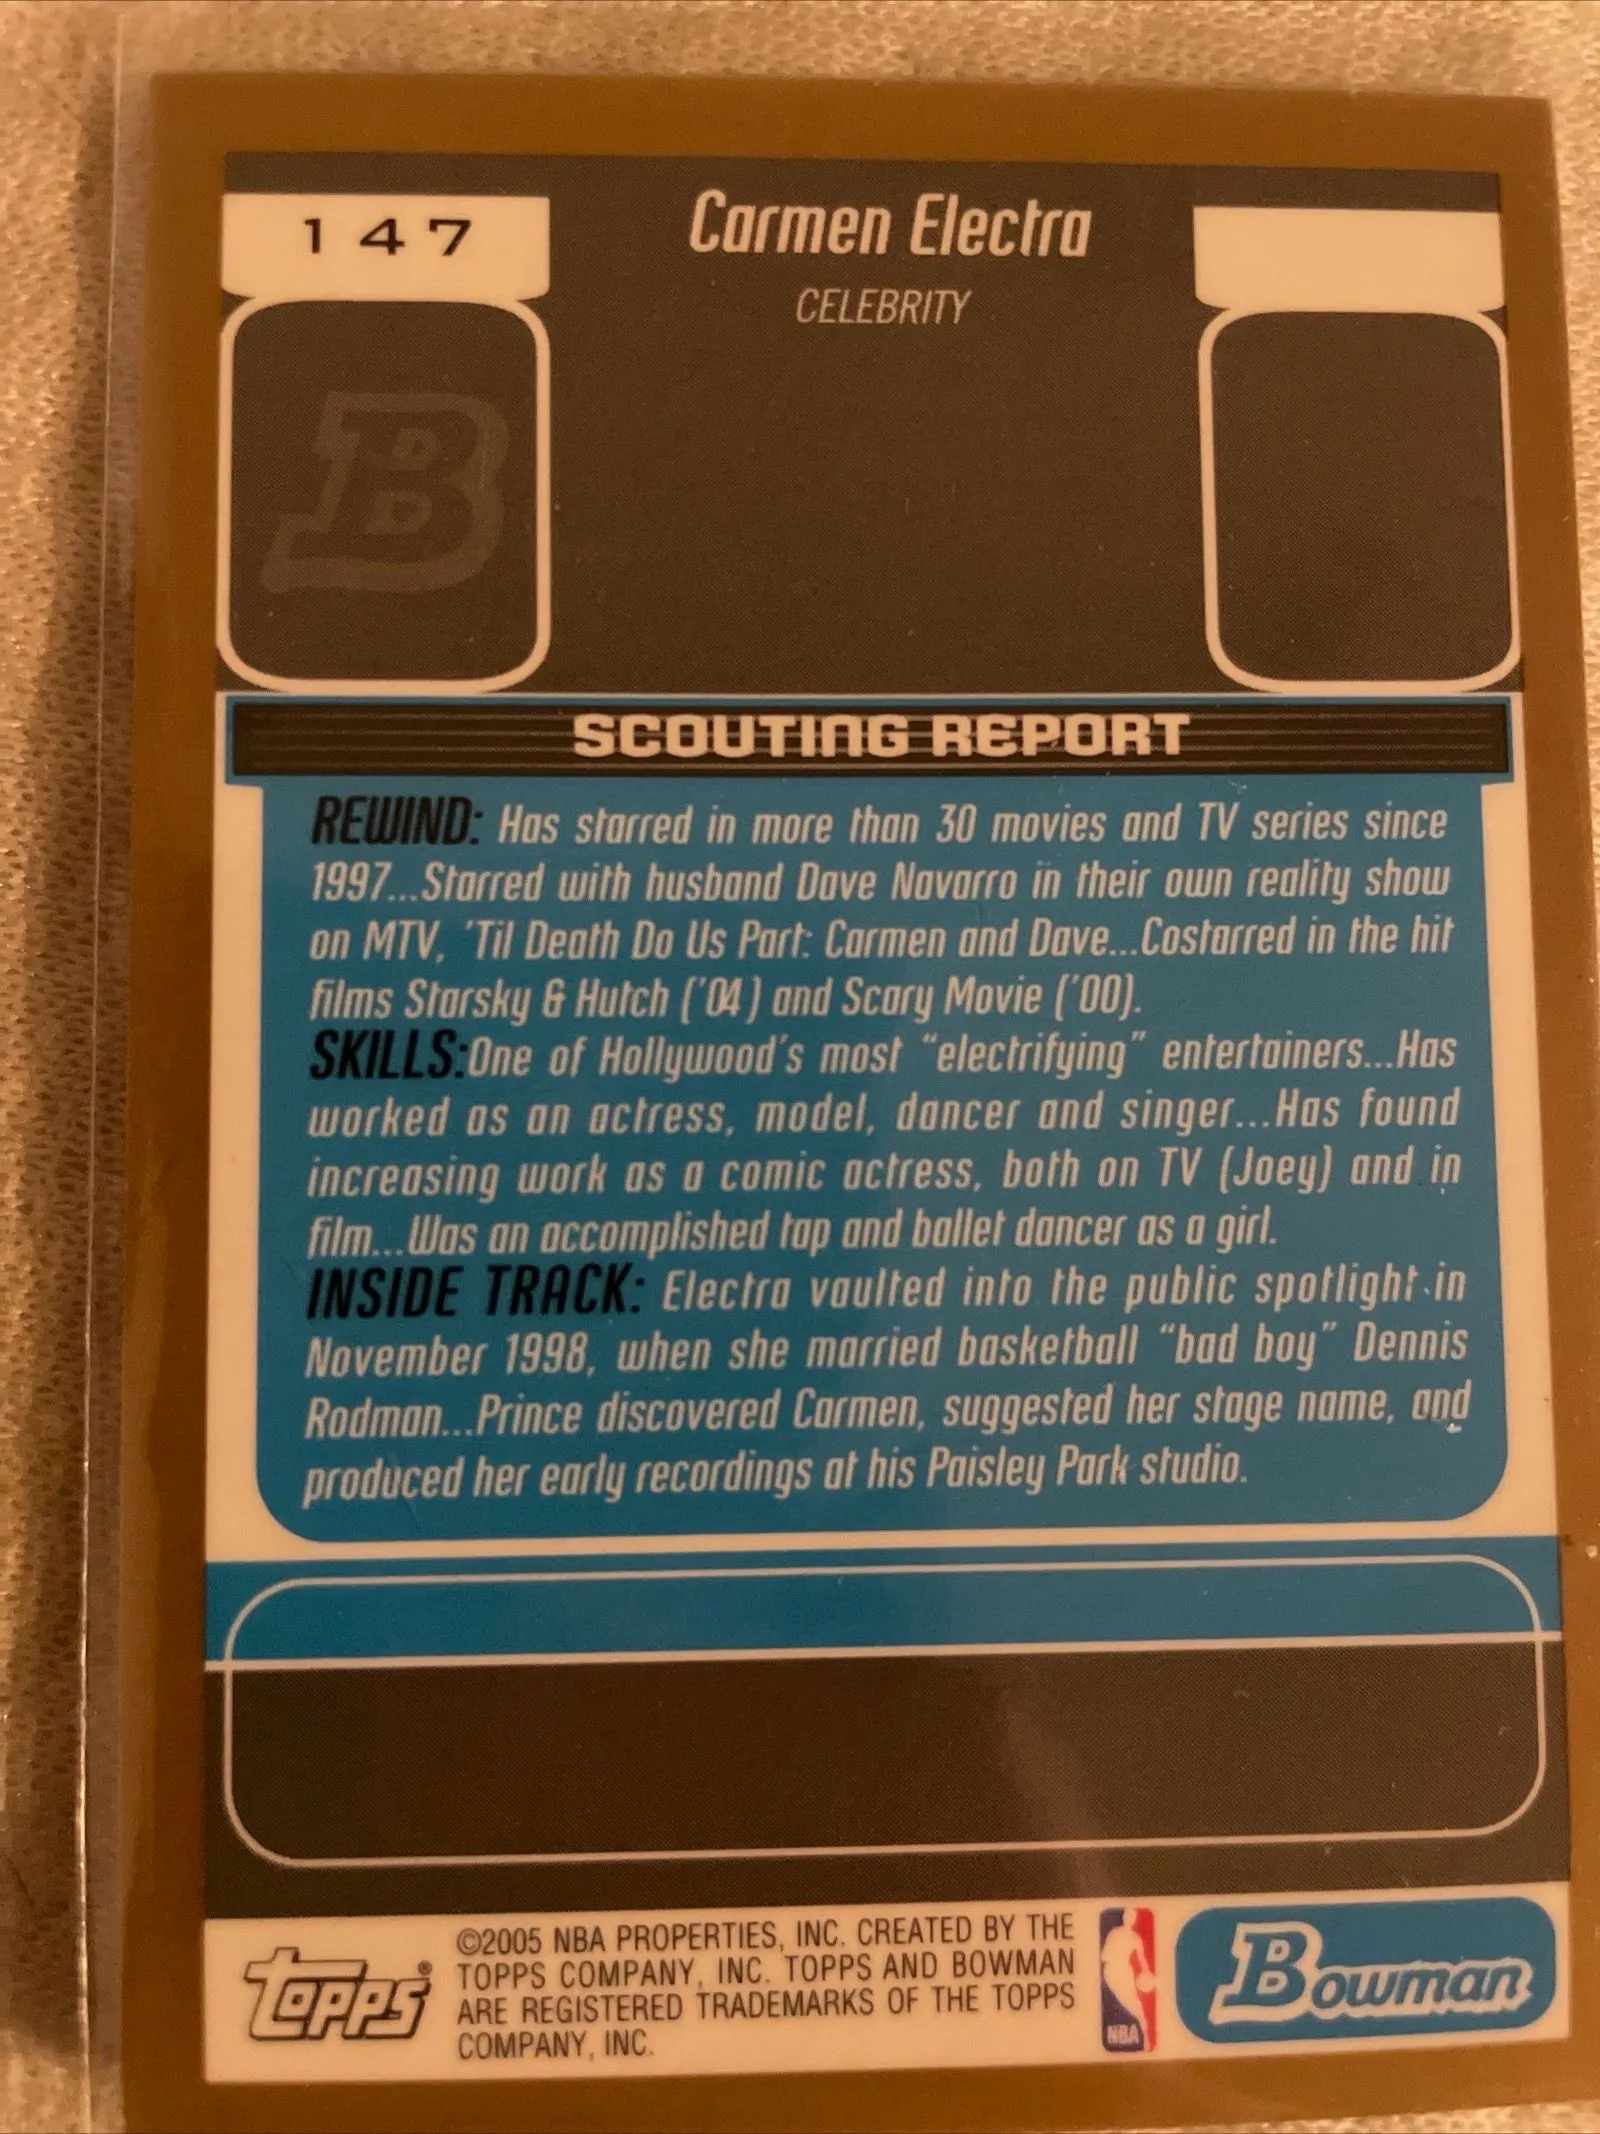 147
Carmen Electra
CELEBRITY
B
SCOUTING REPORT
REWIND: Has starred in more than 30 movies and TV series since
1997...Starred with husband Dave Navarro in their own reality show
on MTV, 'Til Death Do Us Part: Carmen and Dave...Costarred in the hit
films Starsky & Hutch ('04) and Scary Movie ('00).
SKILLS:One of Hollywood's most "electrifying" entertainers...Has
worked as an actress, model, dancer and singer...Has found
increasing work as a comic actress, both on TV (Joey) and in
film...Was an accomplished tap and ballet dancer as a girl.
INSIDE TRACK: Electra vaulted into the public spotlight in
November 1998, when she married basketball "bad boy" Dennis
Rodman...Prince discovered Carmen, suggested her stage name, and
produced her early recordings at his Paisley Park studio.
Topps®
©2005 NBA PROPERTIES, INC. CREATED BY THE
TOPPS COMPANY, INC. TOPPS AND BOWMAN
ARE REGISTERED TRADEMARKS OF THE TOPPS
COMPANY, INC.
NBA
Bowman